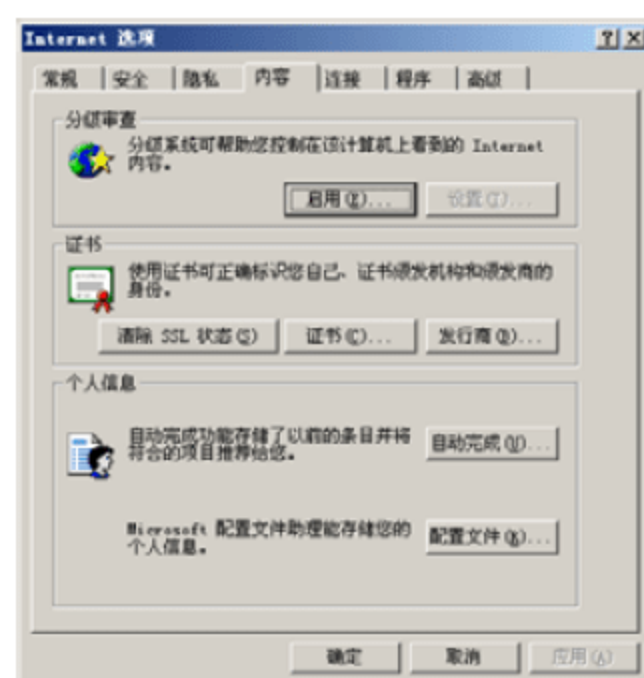 Internet 选项
常规 安全 隐私 内容 连接 程序 高级
分级审查
分级系统可帮助您控制在该计算机上看到的 Internet
内容。
启用(E)... 设置(T)...
证书
使用证书可正确标识您自己、证书颁发机构和颁发商的
身份。
清除 SSL 状态(S) 证书(C)... 发行商(B)...
个人信息
自动完成功能存储了以前的条目并将
符合的项目推荐给您。
自动完成(U)...
Microsoft 配置文件助理能存储您的
个人信息。
配置文件(R)...
确定 取消 应用(A)